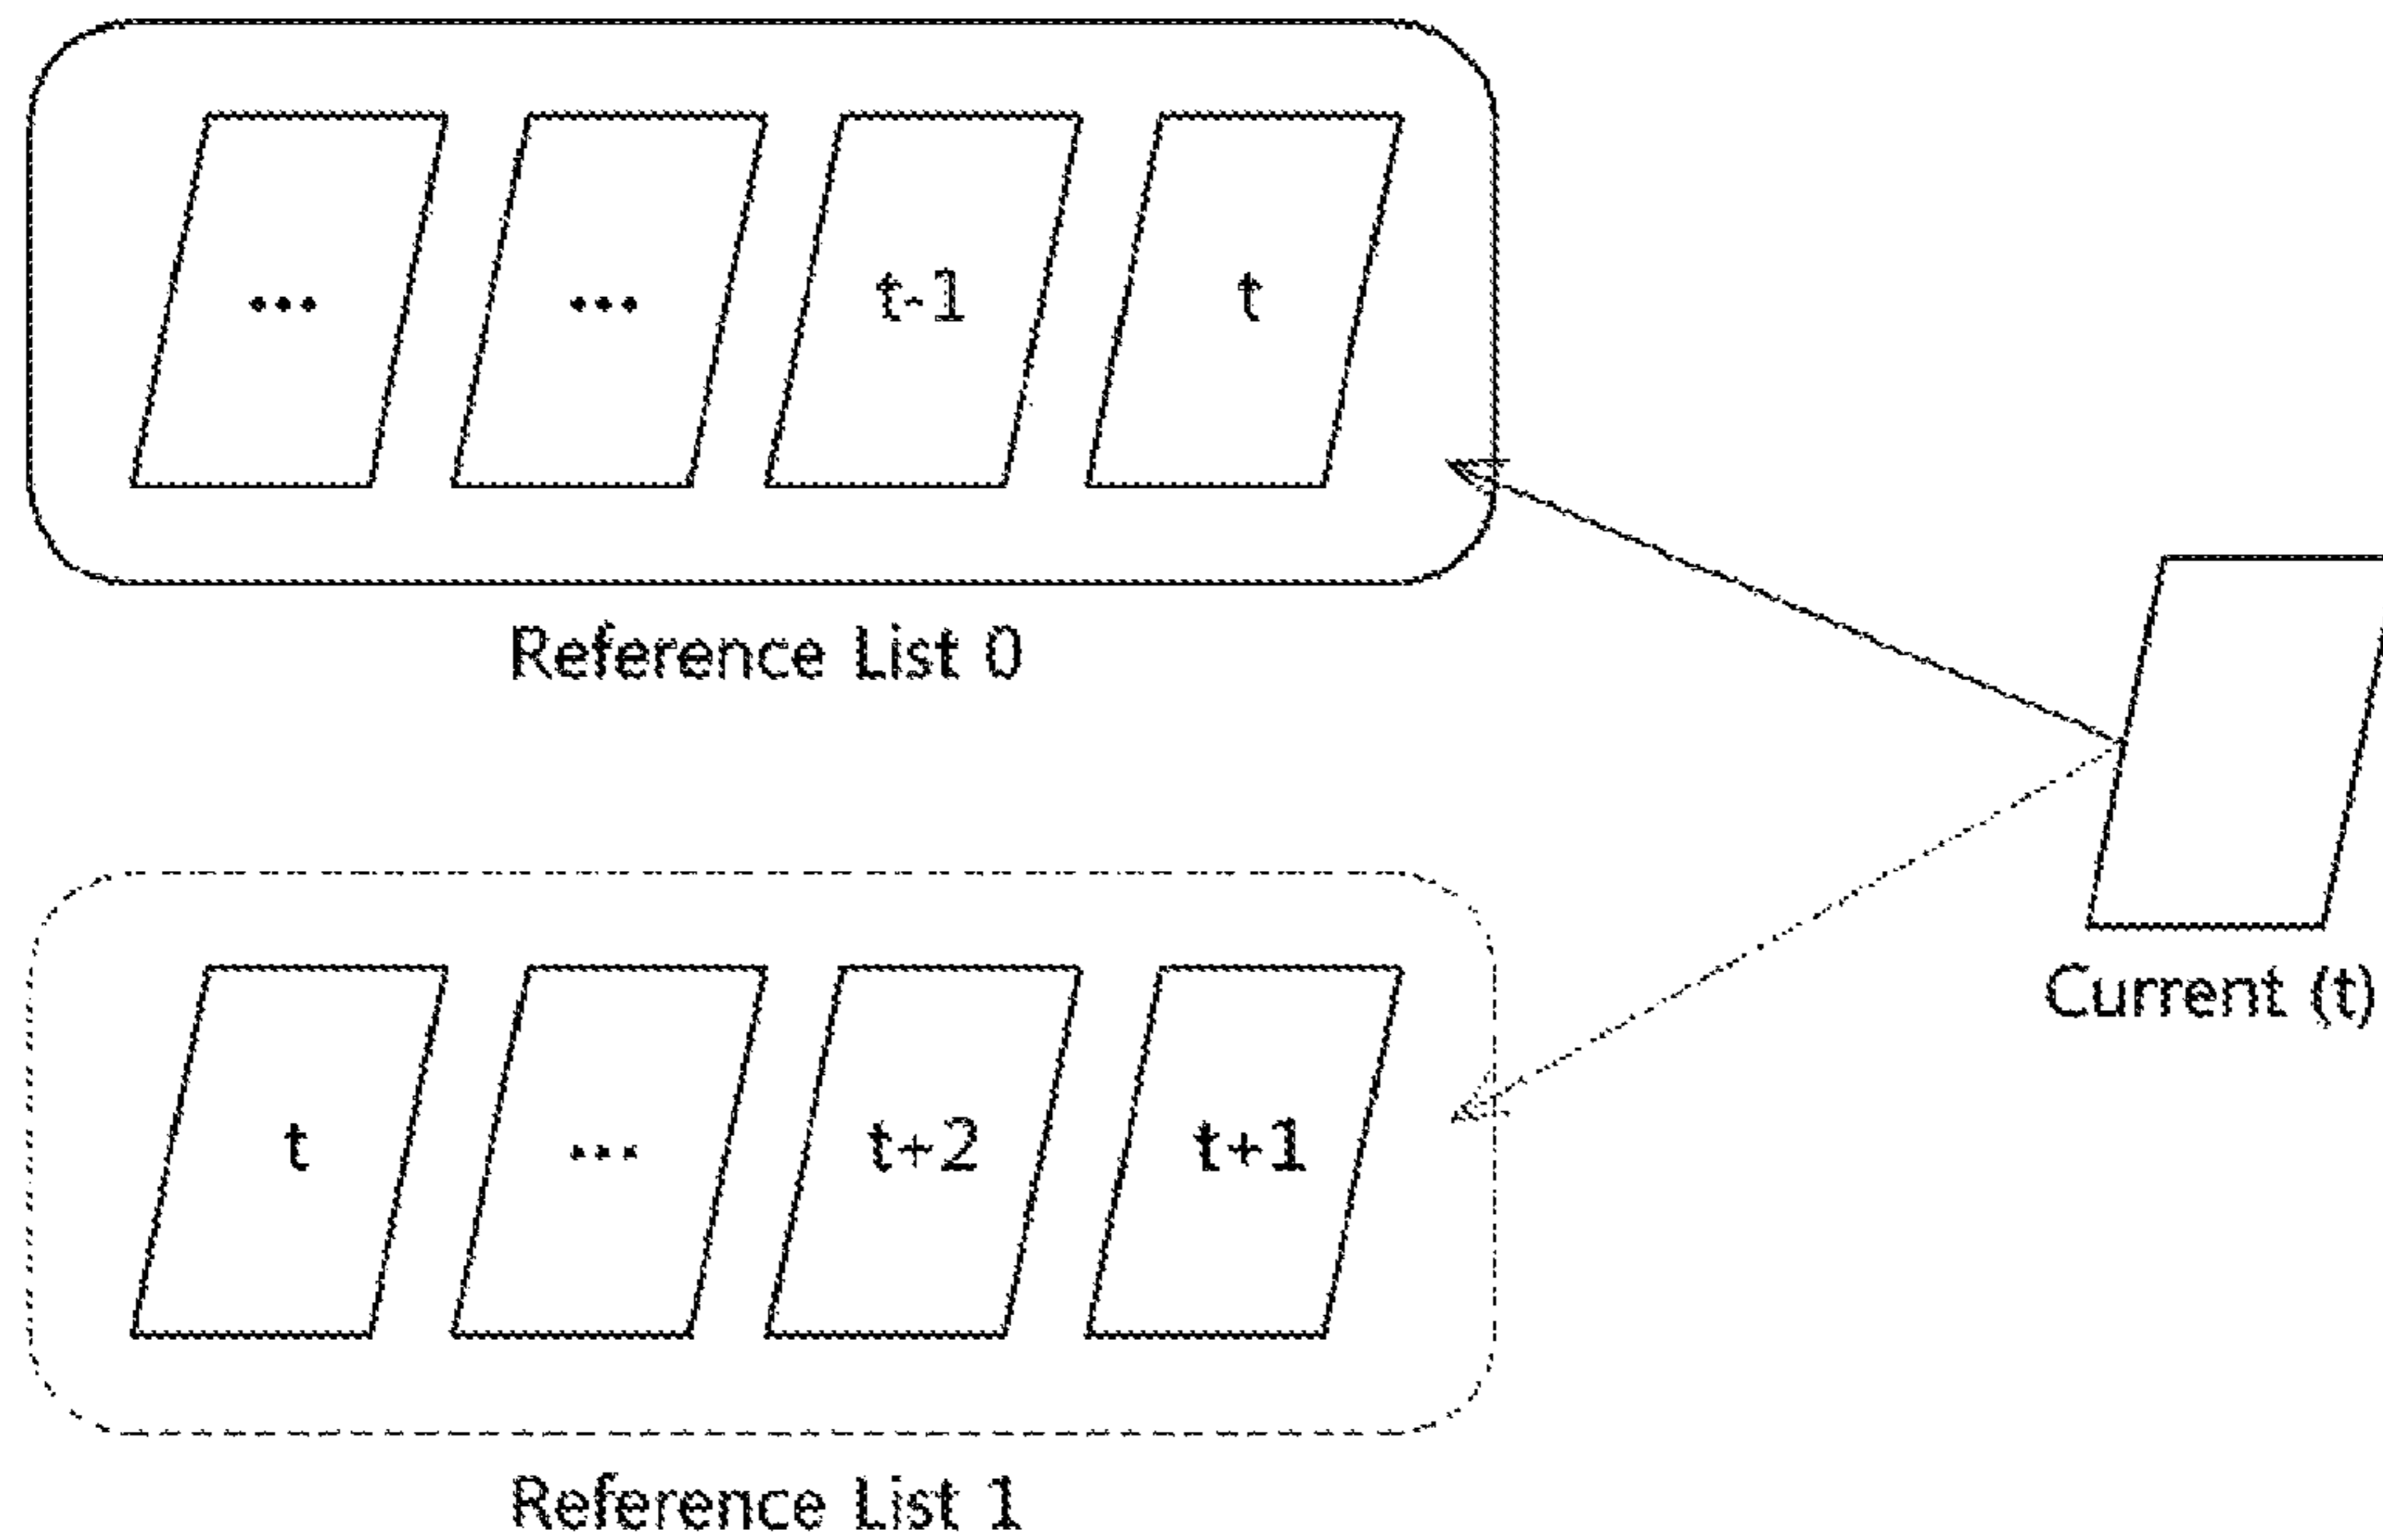 ... ... t-1 t
Reference List 0
Current (t)
t ... t+2 t+1
Reference List 1